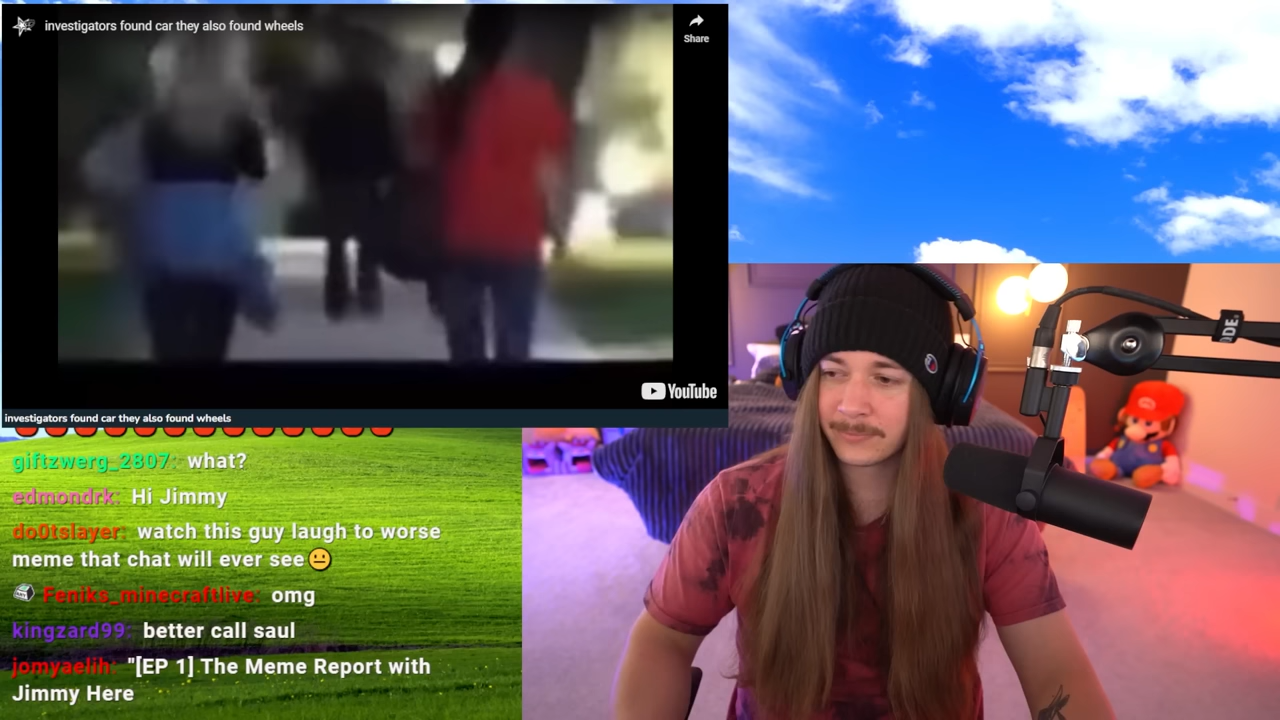 investigators found car they also found wheels
Share
YouTube
investigators found car they also found wheels
giftzwerg_2807: what?
edmondrk: Hi Jimmy
do0tslayer: watch this guy laugh to worse
meme that chat will ever see
Feniks_minecraftlive: omg
kingzard99: better call saul
jomyaelih: "[EP 1] The Meme Report with
Jimmy Here